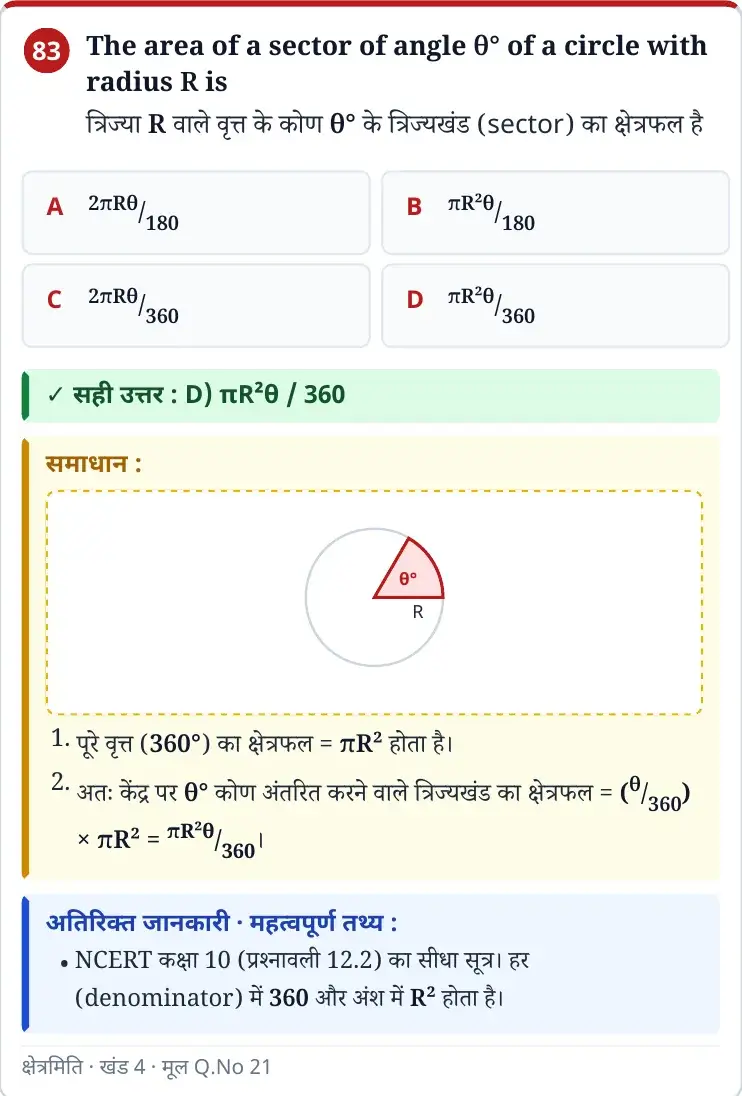 83 The area of a sector of angle θ° of a circle with
radius R is
त्रिज्या R वाले वृत्त के कोण θ° के त्रिज्यखंड (sector) का क्षेत्रफल है
A 2πRθ/180
B πR²θ/180
C 2πRθ/360
D πR²θ/360
✓ सही उत्तर : D) πR²θ / 360
समाधान :
θ°
R
1. पूरे वृत्त (360°) का क्षेत्रफल = πR² होता है।
2. अतः केंद्र पर θ° कोण अंतरित करने वाले त्रिज्यखंड का क्षेत्रफल = (θ/360)
× πR² = πR²θ/360।
अतिरिक्त जानकारी · महत्वपूर्ण तथ्य :
• NCERT कक्षा 10 (प्रश्नावली 12.2) का सीधा सूत्र। हर
(denominator) में 360 और अंश में R² होता है।
क्षेत्रमिति · खंड 4 · मूल Q.No 21